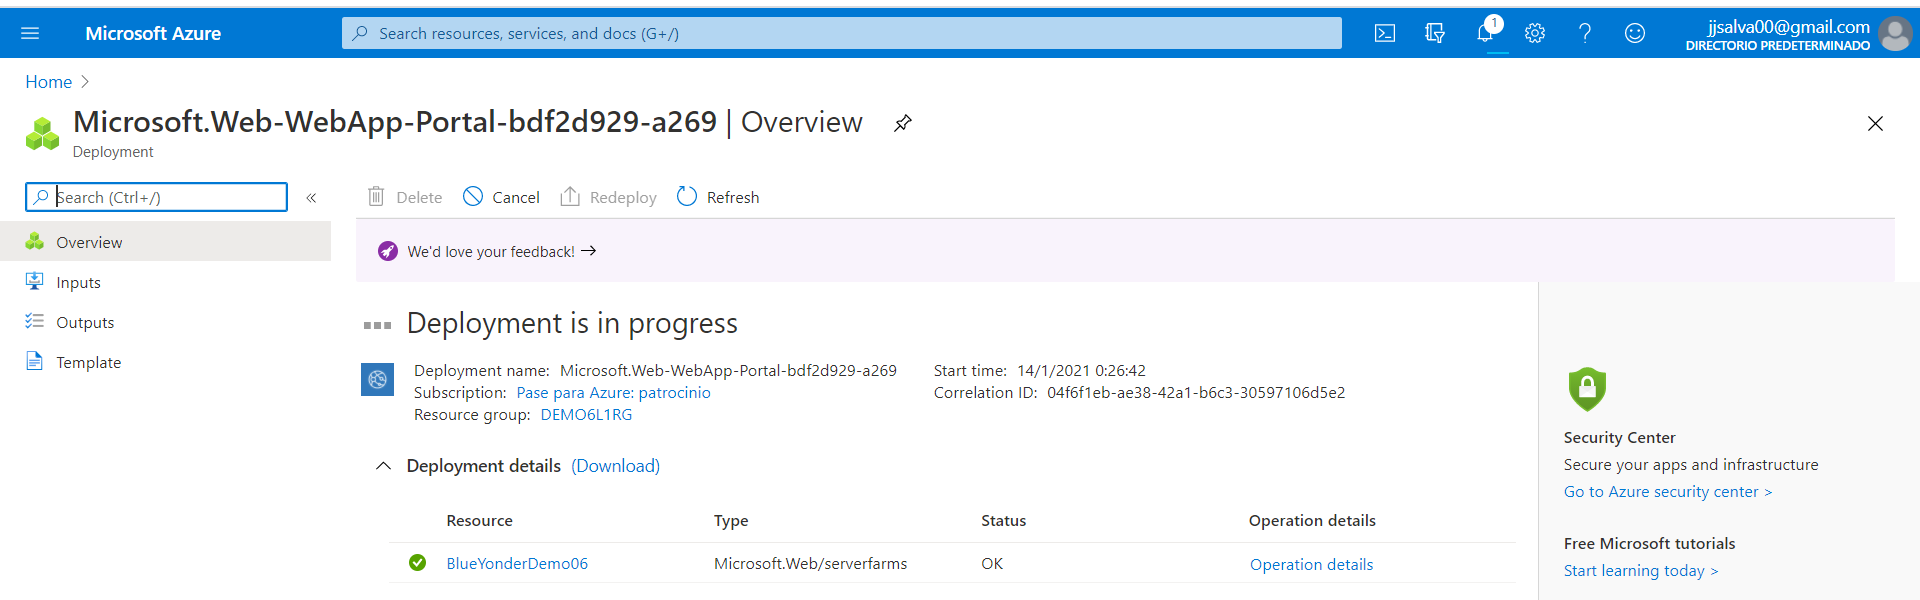 Microsoft Azure
Search resources, services, and docs (G+/)
1
jjsalva00@gmail.com
DIRECTORIO PREDETERMINADO
Home
Microsoft.Web-WebApp-Portal-bdf2d929-a269 | Overview
Deployment
Search (Ctrl+/)
«
Delete
Cancel
Redeploy
Refresh
Overview
Inputs
Outputs
Template
We'd love your feedback! →
Deployment is in progress
Deployment name: Microsoft.Web-WebApp-Portal-bdf2d929-a269
Subscription: Pase para Azure: patrocinio
Resource group: DEMO6L1RG
Start time: 14/1/2021 0:26:42
Correlation ID: 04f6f1eb-ae38-42a1-b6c3-30597106d5e2
Deployment details (Download)
Resource Type Status Operation details
BlueYonderDemo06 Microsoft.Web/serverfarms OK Operation details
Security Center
Secure your apps and infrastructure
Go to Azure security center >
Free Microsoft tutorials
Start learning today >